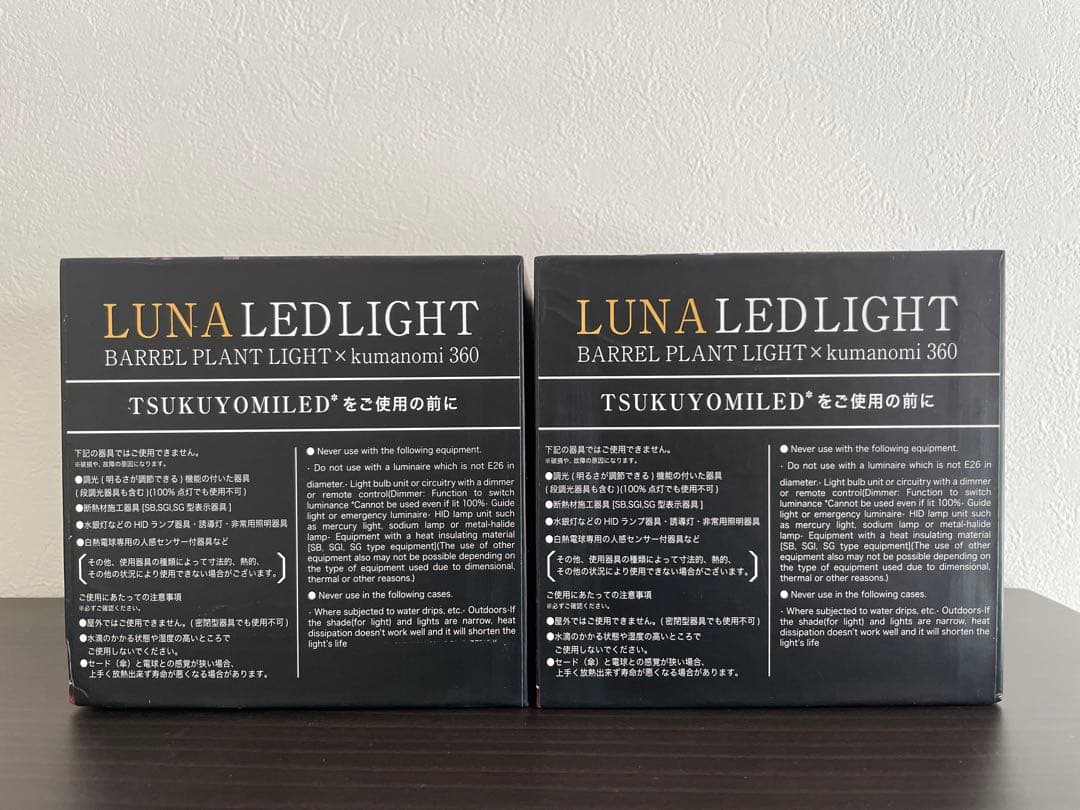 LUNA LED LIGHT
BARREL PLANT LIGHT×kumanomi 360
TSUKUYOMILED*をご使用の前に
下記の器具ではご使用できません。
※破損や、故障の原因になります。
●調光(明るさが調節できる)機能の付いた器具
(段調光器具も含む)(100%点灯でも使用不可)
●断熱材施工器具[SB,SGI,SG型表示器具]
●水銀灯などのHIDランプ器具・誘導灯・非常用照明器具
●白熱電球専用の人感センサー付器具など
その他、使用器具の種類によって寸法的、熱的、
その他の状況により使用できない場合がございます。
ご使用にあたっての注意事項
※必ずご確認ください。
●屋外ではご使用できません。(密閉型器具でも使用不可)
●水滴のかかる状態や湿度の高いところで
ご使用しないでください。
●セード(傘)と電球との感覚が狭い場合、
上手く放熱出来ず寿命が悪くなる場合があります。
● Never use with the following equipment.
・Do not use with a luminaire which is not E26 in
diameter.・Light bulb unit or circuitry with a dimmer
or remote control(Dimmer: Function to switch
luminance *Cannot be used even if lit 100%・Guide
light or emergency luminaire・HID lamp unit such
as mercury light, sodium lamp or metal-halide
lamp・Equipment with a heat insulating material
[SB, SGI, SG type equipment](The use of other
equipment also may not be possible depending on
the type of equipment used due to dimensional,
thermal or other reasons.)
● Never use in the following cases.
・Where subjected to water drips, etc.・Outdoors・If
the shade(for light) and lights are narrow, heat
dissipation doesn't work well and it will shorten the
light's life
LUNA LED LIGHT
BARREL PLANT LIGHT×kumanomi 360
TSUKUYOMILED*をご使用の前に
下記の器具ではご使用できません。
※破損や、故障の原因になります。
●調光(明るさが調節できる)機能の付いた器具
(段調光器具も含む)(100%点灯でも使用不可)
●断熱材施工器具[SB,SGI,SG型表示器具]
●水銀灯などのHIDランプ器具・誘導灯・非常用照明器具
●白熱電球専用の人感センサー付器具など
その他、使用器具の種類によって寸法的、熱的、
その他の状況により使用できない場合がございます。
ご使用にあたっての注意事項
※必ずご確認ください。
●屋外ではご使用できません。(密閉型器具でも使用不可)
●水滴のかかる状態や湿度の高いところで
ご使用しないでください。
●セード(傘)と電球との感覚が狭い場合、
上手く放熱出来ず寿命が悪くなる場合があります。
● Never use with the following equipment.
・Do not use with a luminaire which is not E26 in
diameter.・Light bulb unit or circuitry with a dimmer
or remote control(Dimmer: Function to switch
luminance *Cannot be used even if lit 100%・Guide
light or emergency luminaire・HID lamp unit such
as mercury light, sodium lamp or metal-halide
lamp・Equipment with a heat insulating material
[SB, SGI, SG type equipment](The use of other
equipment also may not be possible depending on
the type of equipment used due to dimensional,
thermal or other reasons.)
● Never use in the following cases.
・Where subjected to water drips, etc.・Outdoors・If
the shade(for light) and lights are narrow, heat
dissipation doesn't work well and it will shorten the
light's life